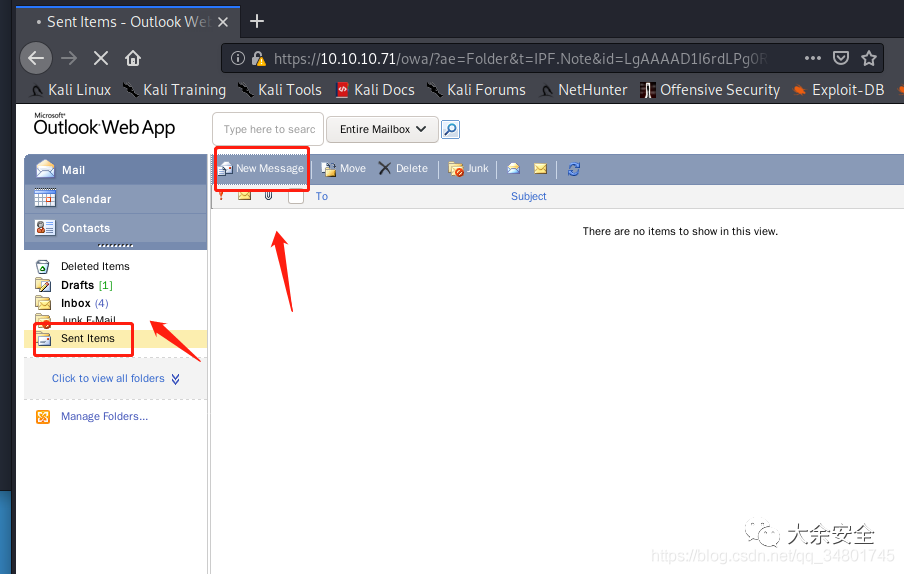 Sent Items - Outlook Web
https://10.10.10.71/owa/?ae=Folder&t=IPF.Note&id=LgAAAAD1I6rdLPg0R
Kali Linux Kali Training Kali Tools Kali Docs Kali Forums NetHunter Offensive Security Exploit-DB
Microsoft®
Outlook Web App
Type here to searc Entire Mailbox
Mail
New Message Move Delete Junk
Calendar
To Subject
Contacts
There are no items to show in this view.
Deleted Items
Drafts [1]
Inbox (4)
Junk E-Mail
Sent Items
Click to view all folders
Manage Folders...
大余安全
https://blog.csdn.net/qq_34801745